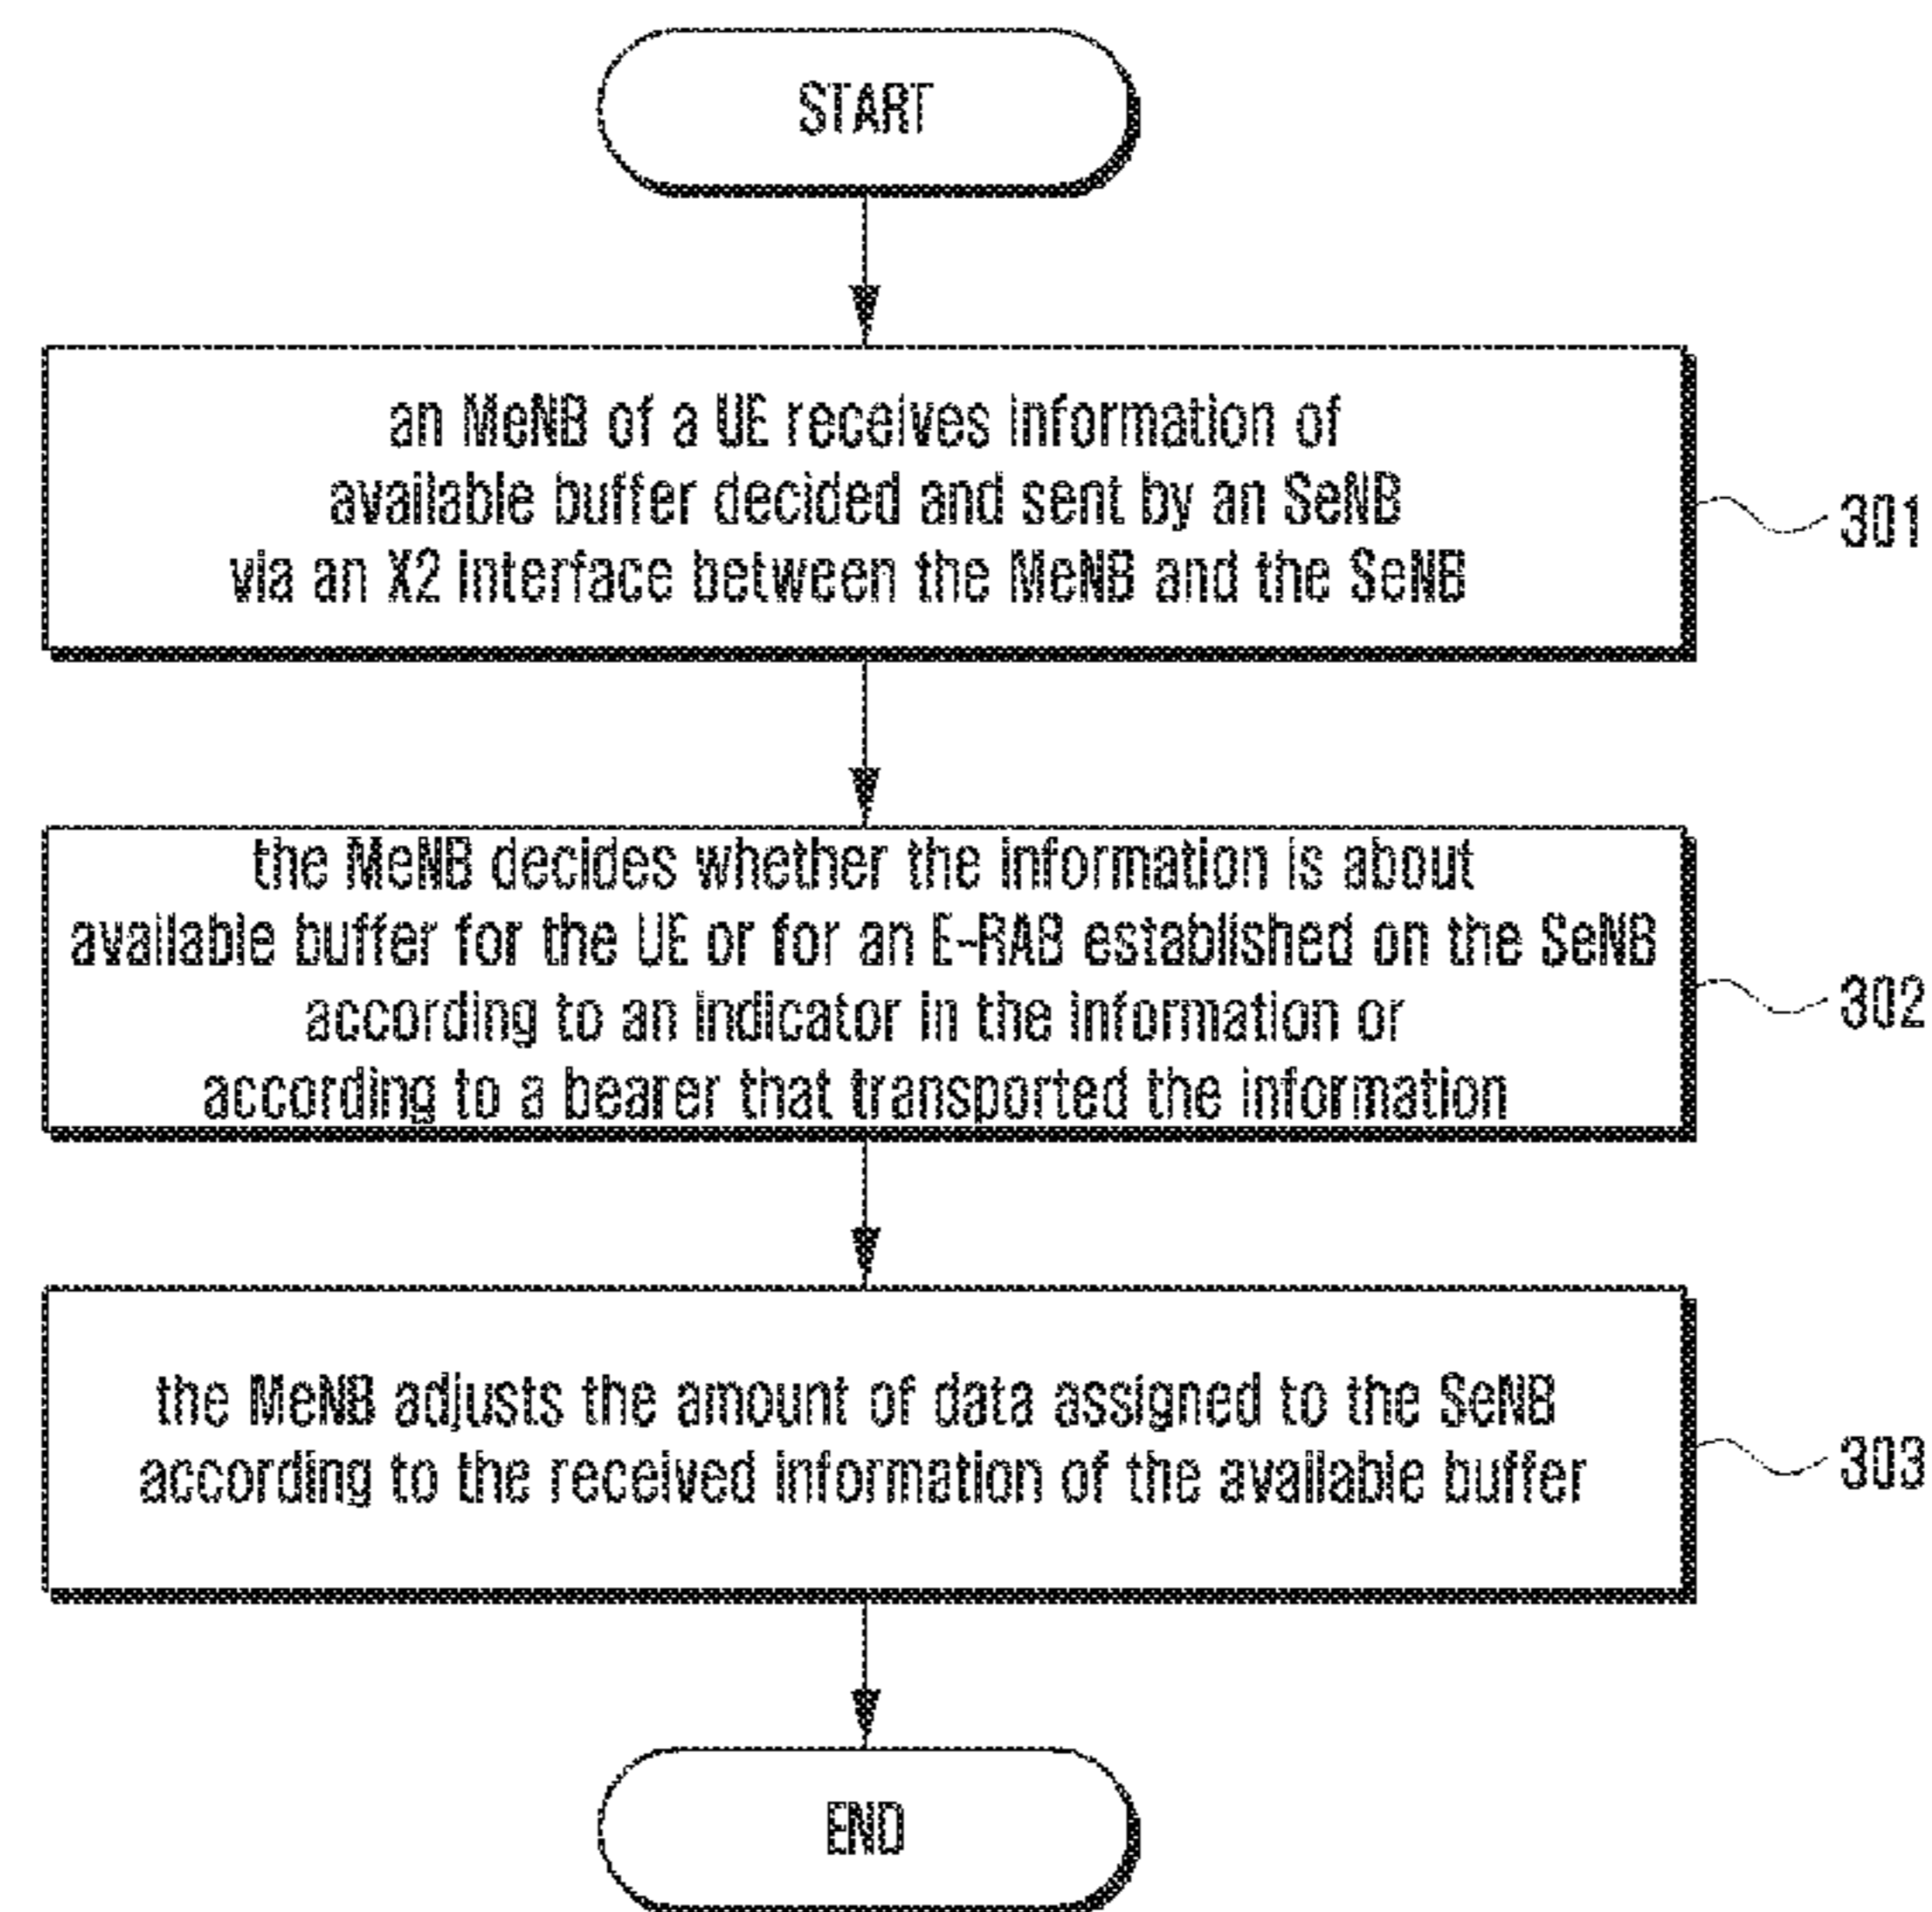 START
an MeNB of a UE receives information of
available buffer decided and sent by an SeNB
via an X2 interface between the MeNB and the SeNB
301
the MeNB decides whether the information is about
available buffer for the UE or for an E-RAB established on the SeNB
according to an indicator in the information or
according to a bearer that transported the information
302
the MeNB adjusts the amount of data assigned to the SeNB
according to the received information of the available buffer
303
END